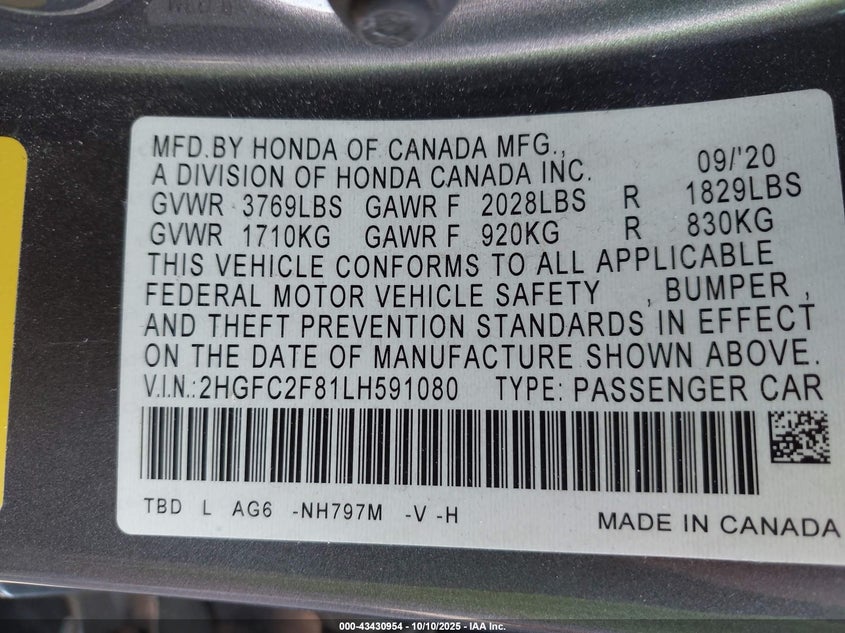 MFD.BY HONDA OF CANADA MFG.,
A DIVISION OF HONDA CANADA INC. 09/'20
GVWR 3769LBS GAWR F 2028LBS R 1829LBS
GVWR 1710KG GAWR F 920KG R 830KG
THIS VEHICLE CONFORMS TO ALL APPLICABLE
FEDERAL MOTOR VEHICLE SAFETY , BUMPER ,
AND THEFT PREVENTION STANDARDS IN EFFECT
ON THE DATE OF MANUFACTURE SHOWN ABOVE.
V.I.N.:2HGFC2F81LH591080 TYPE: PASSENGER CAR
TBD L AG6 -NH797M -V -H
MADE IN CANADA
000-43430954 - 10/10/2025 - IAA Inc.